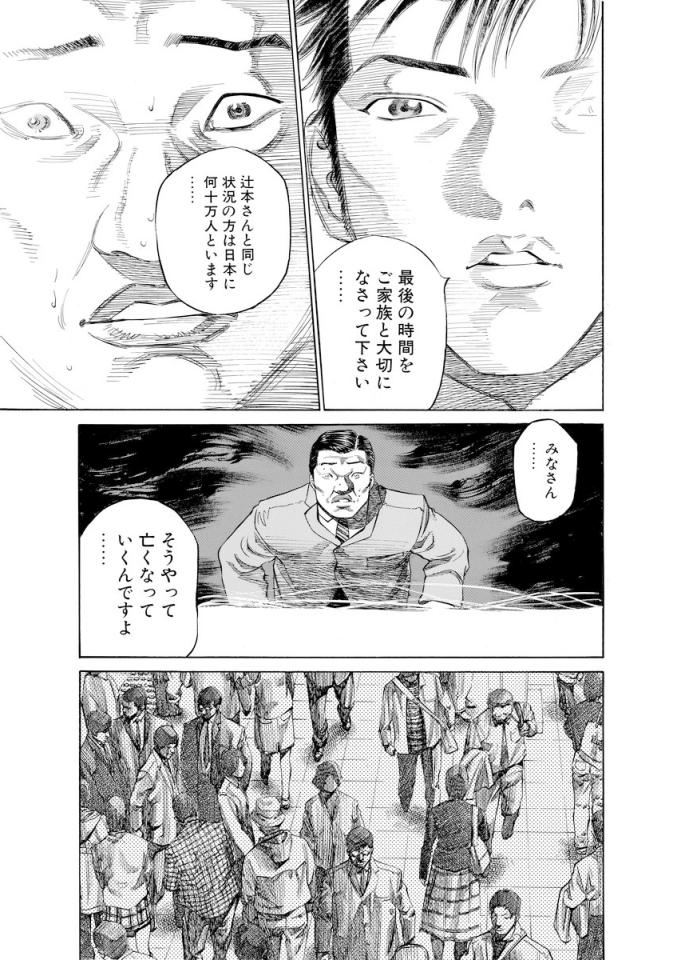 最後の時間を
ご家族と大切に
なさって下さい
……
辻本さんと同じ
状況の方は日本に
何十万人といます
……
みなさん
……
そうやって
亡くなって
いくんですよ
……